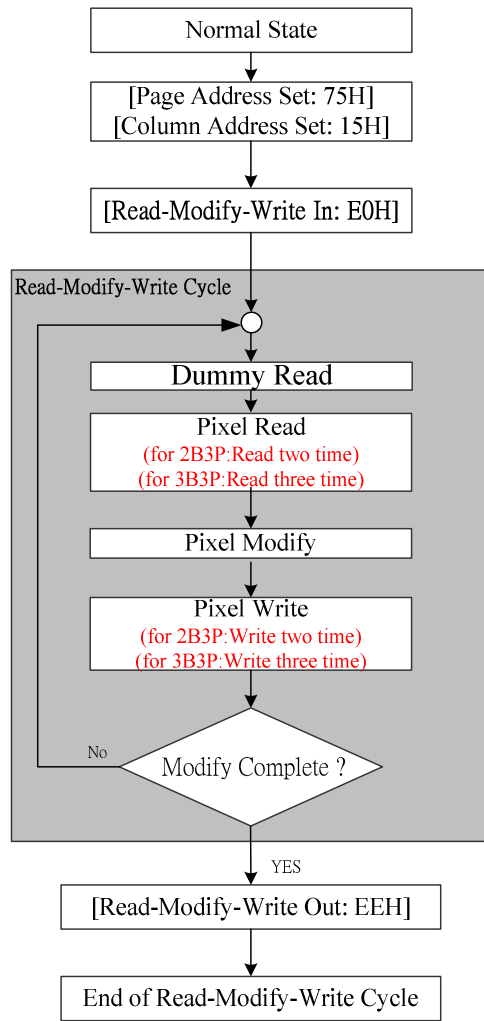 Normal State
[Page Address Set: 75H]
[Column Address Set: 15H]
[Read-Modify-Write In: E0H]
Read-Modify-Write Cycle
Dummy Read
Pixel Read
(for 2B3P:Read two time)
(for 3B3P:Read three time)
Pixel Modify
Pixel Write
(for 2B3P:Write two time)
(for 3B3P:Write three time)
No
Modify Complete ?
YES
[Read-Modify-Write Out: EEH]
End of Read-Modify-Write Cycle